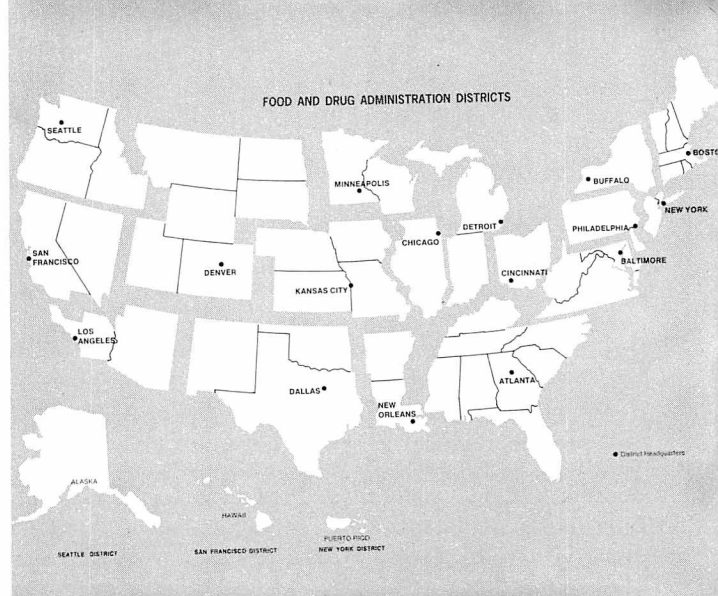 FOOD AND DRUG ADMINISTRATION DISTRICTS
SEATTLE
MINNEAPOLIS
BOSTO
BUFFALO
NEW YORK
DETROIT
PHILADELPHIA
CHICAGO
SAN
FRANCISCO
DENVER
BALTIMORE
CINCINNATI
KANSAS CITY
LOS
ANGELES
ATLANTA
DALLAS
NEW
ORLEANS
District Headquarters
ALASKA
HAWAII
PUERTO RICO
SEATTLE DISTRICT
SAN FRANCISCO DISTRICT
NEW YORK DISTRICT